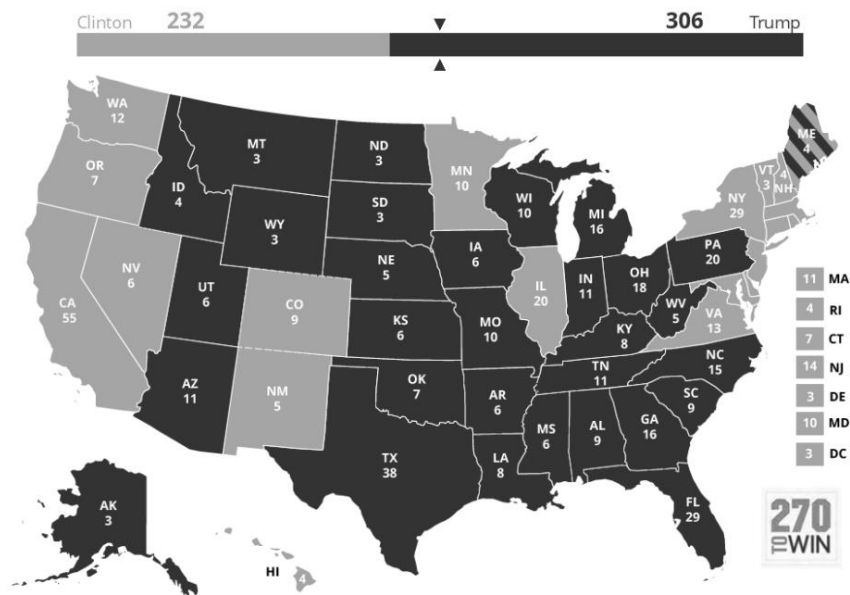 Clinton 232 306 Trump
WA
12
OR
7
CA
55
NV
6
ID
4
MT
3
WY
3
UT
6
AZ
11
CO
9
NM
5
ND
3
SD
3
NE
5
KS
6
OK
7
TX
38
MN
10
IA
6
MO
10
AR
6
LA
8
WI
10
IL
20
MI
16
IN
11
OH
18
KY
8
TN
11
MS
6
AL
9
GA
16
FL
29
SC
9
NC
15
VA
13
WV
5
PA
20
NY
29
VT
3
4
NH
ME
4
11 MA
4 RI
7 CT
14 NJ
3 DE
10 MD
3 DC
AK
3
HI
4
270
TO WIN